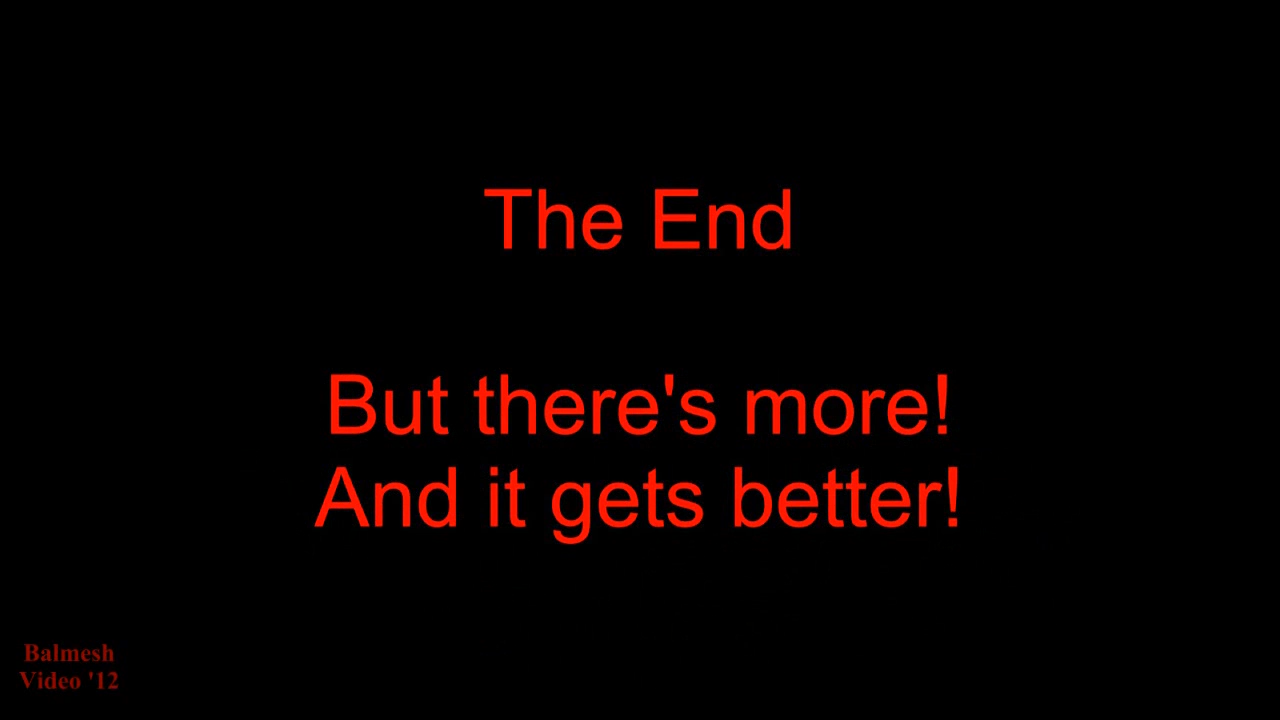 The End
But there's more!
And it gets better!
Balmesh
Video '12